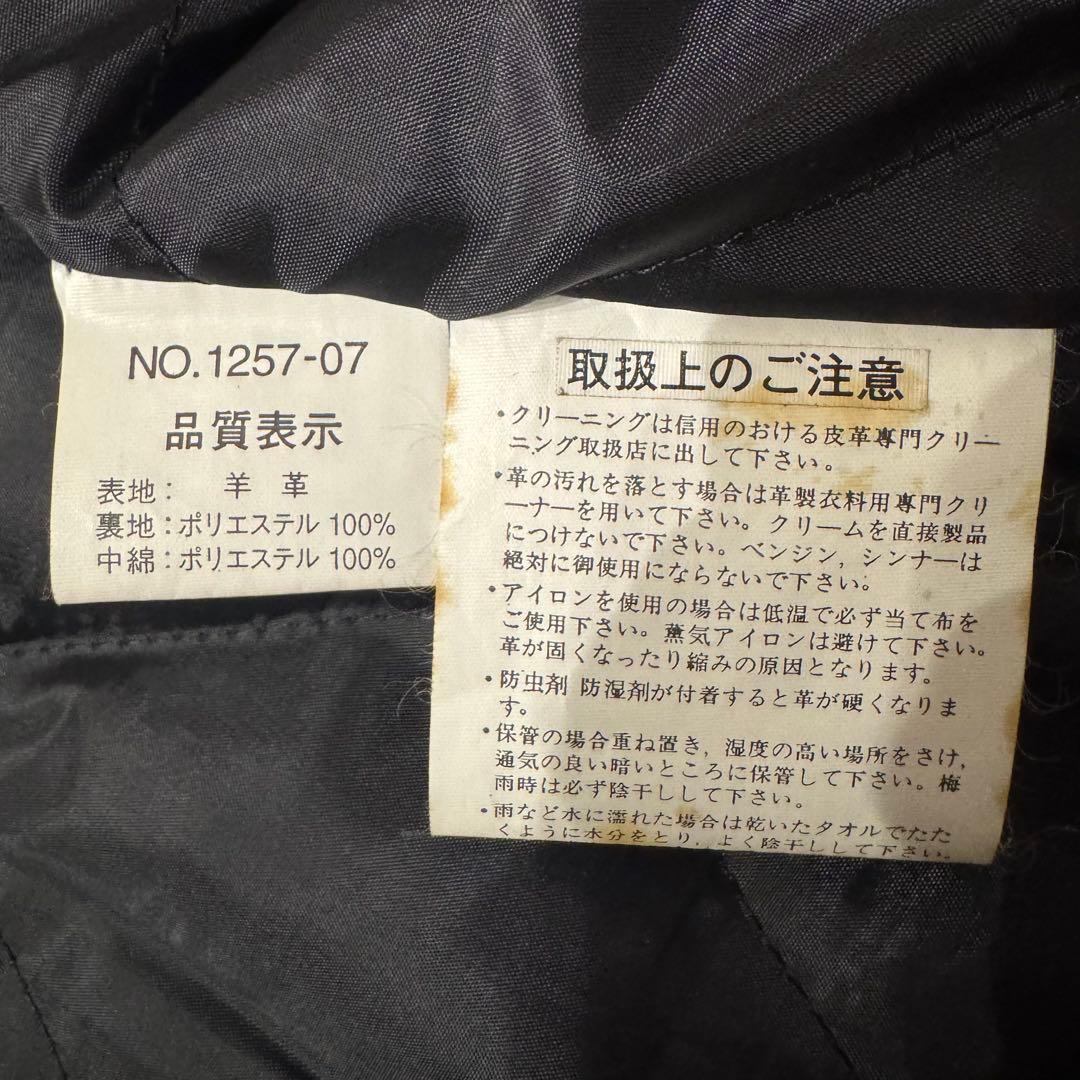 NO.1257-07
品質表示
表地: 羊 革
裏地:ポリエステル 100%
中綿:ポリエステル 100%
取扱上のご注意
・クリーニングは信用のおける皮革専門クリー
ニング取扱店に出して下さい。
・革の汚れを落とす場合は革製衣料用専門クリ
ーナーを用いて下さい。クリームを直接製品
につけないで下さい。ベンジン,シンナーは
絶対に御使用にならないで下さい。
・アイロンを使用の場合は低温で必ず当て布を
ご使用下さい。蒸気アイロンは避けて下さい。
革が固くなったり縮みの原因となります。
・防虫剤 防湿剤が付着すると革が硬くなりま
す。
・保管の場合重ね置き,湿度の高い場所をさけ,
通気の良い暗いところに保管して下さい。梅
雨時は必ず陰干しして下さい。
・雨など水に濡れた場合は乾いたタオルでたた
くように水分をとり,よく陰干しして下さい。